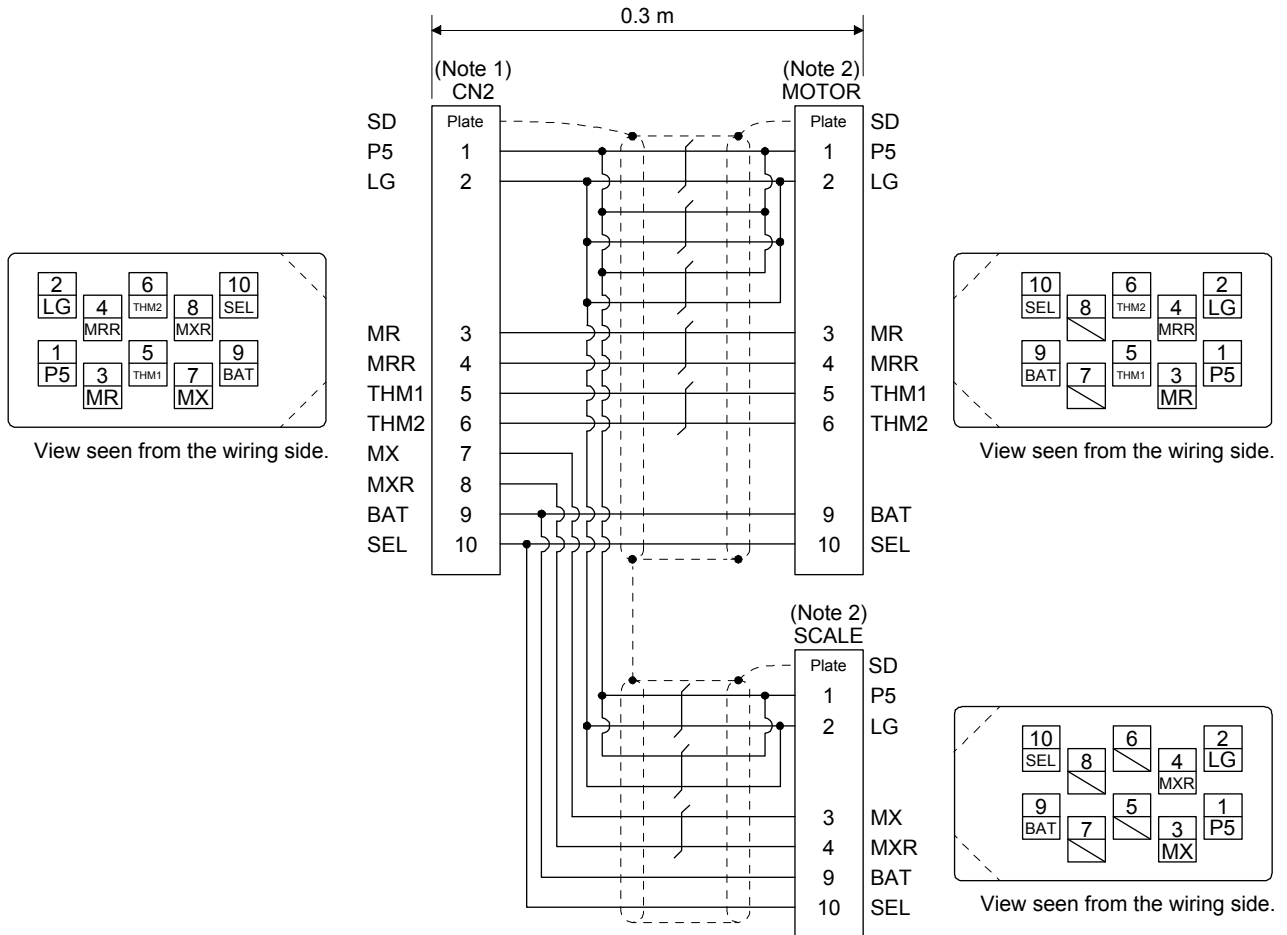 0.3 m
(Note 1)
CN2
(Note 2)
MOTOR
SD Plate Plate SD
P5 1 1 P5
LG 2 2 LG
MR 3 3 MR
MRR 4 4 MRR
THM1 5 5 THM1
THM2 6 6 THM2
MX 7
MXR 8
BAT 9 9 BAT
SEL 10 10 SEL
2 6 10
LG 4 THM2 8 SEL
MRR MXR
1 5 9
P5 3 THM1 7 BAT
MR MX
View seen from the wiring side.
10 6 2
SEL 8 THM2 4 LG
MRR
9 5 1
BAT 7 THM1 3 P5
MR
View seen from the wiring side.
(Note 2)
SCALE
Plate SD
1 P5
2 LG
3 MX
4 MXR
9 BAT
10 SEL
10 6 2
SEL 8 4 LG
MXR
9 5 1
BAT 7 3 P5
MX
View seen from the wiring side.